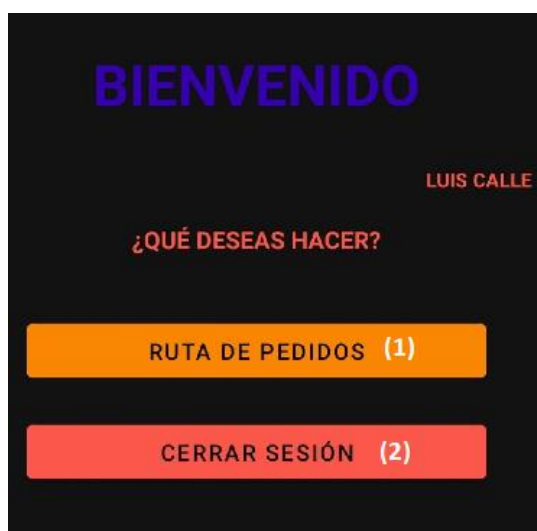 BIENVENIDO
LUIS CALLE
¿QUÉ DESEAS HACER?
RUTA DE PEDIDOS (1)
CERRAR SESIÓN (2)